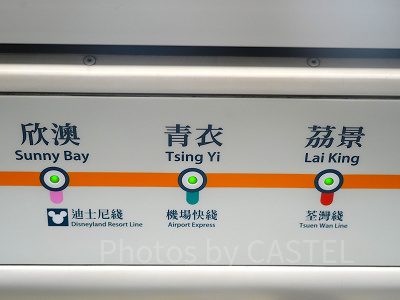 欣澳
Sunny Bay
青衣
Tsing Yi
荔景
Lai King
迪士尼綫
Disneyland Resort Line
機場快綫
Airport Express
荃灣綫
Tsuen Wan Line
Photos by CASTEL